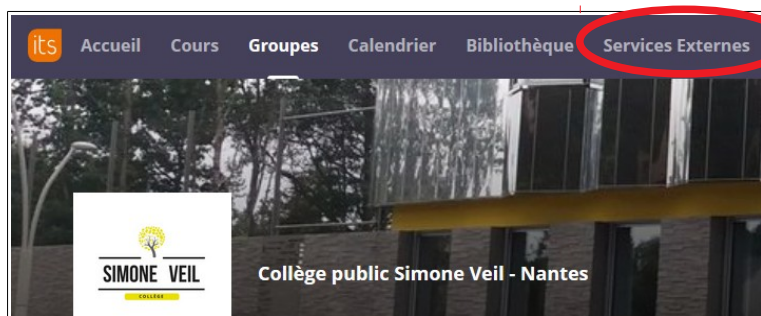 its Accueil Cours Groupes Calendrier Bibliothèque Services Externes
SIMONE VEIL
COLLÈGE
Collège public Simone Veil - Nantes